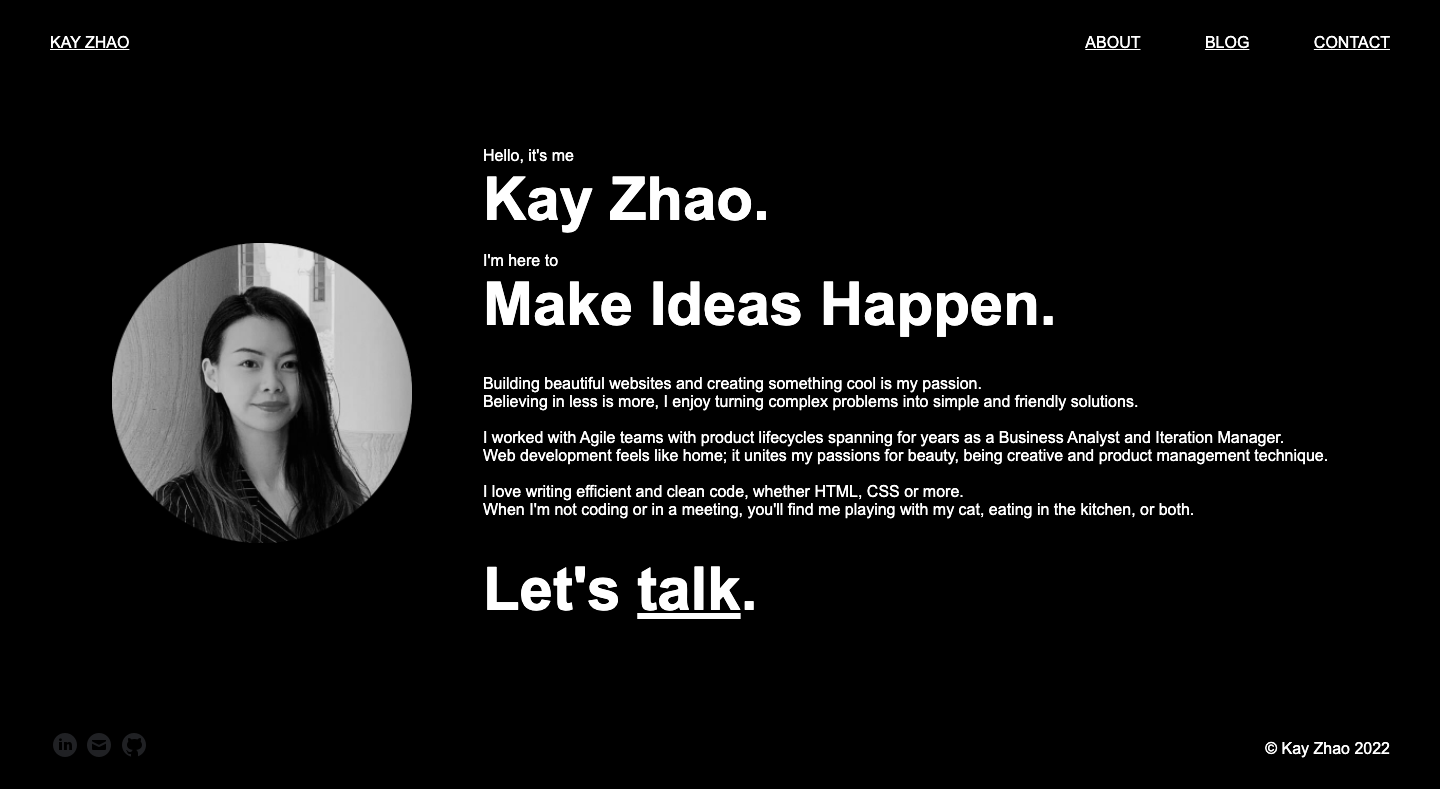 KAY ZHAO
ABOUT BLOG CONTACT
Hello, it's me
Kay Zhao.
I'm here to
Make Ideas Happen.
Building beautiful websites and creating something cool is my passion.
Believing in less is more, I enjoy turning complex problems into simple and friendly solutions.
I worked with Agile teams with product lifecycles spanning for years as a Business Analyst and Iteration Manager.
Web development feels like home; it unites my passions for beauty, being creative and product management technique.
I love writing efficient and clean code, whether HTML, CSS or more.
When I'm not coding or in a meeting, you'll find me playing with my cat, eating in the kitchen, or both.
Let's talk.
in
© Kay Zhao 2022